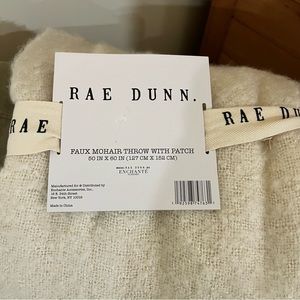 RAE DUNN.
RAE
RAE DUNN
FAUX MOHAIR THROW WITH PATCH
50 IN X 60 IN (127 CM X 152 CM)
ENCHANTÉ
Manufactured for & Distributed by
Enchante Accessories, Inc.
New York, NY 10016
Made in China